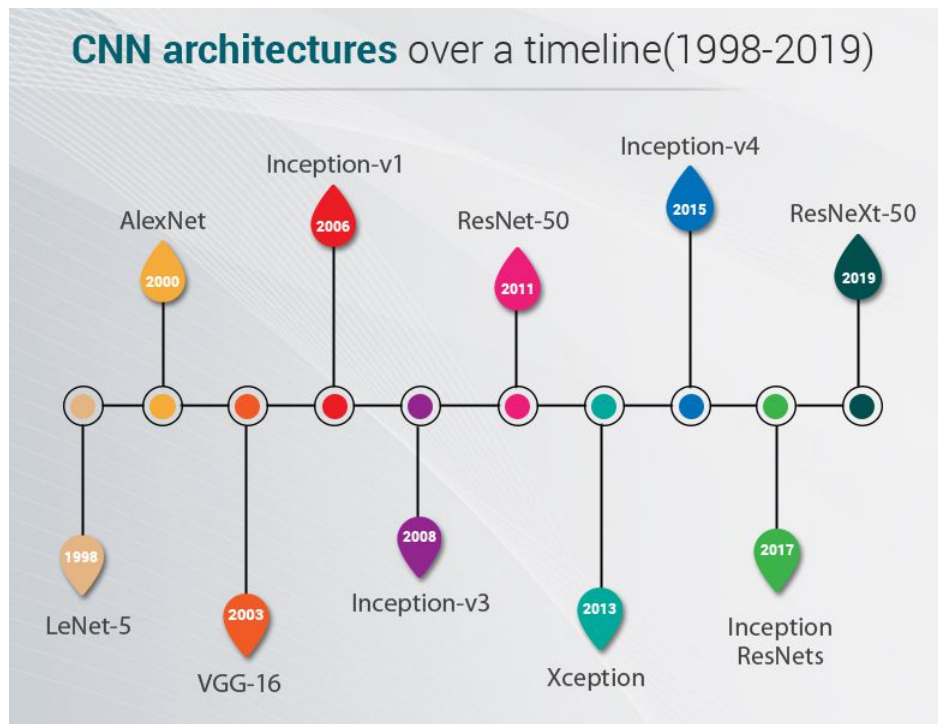 CNN architectures over a timeline(1998-2019)
Inception-v4
Inception-v1
2015
ResNeXt-50
AlexNet
2006
ResNet-50
2000
2011
2019
1998
2008
2017
LeNet-5
2003
Inception-v3
2013
Inception
ResNets
VGG-16
Xception